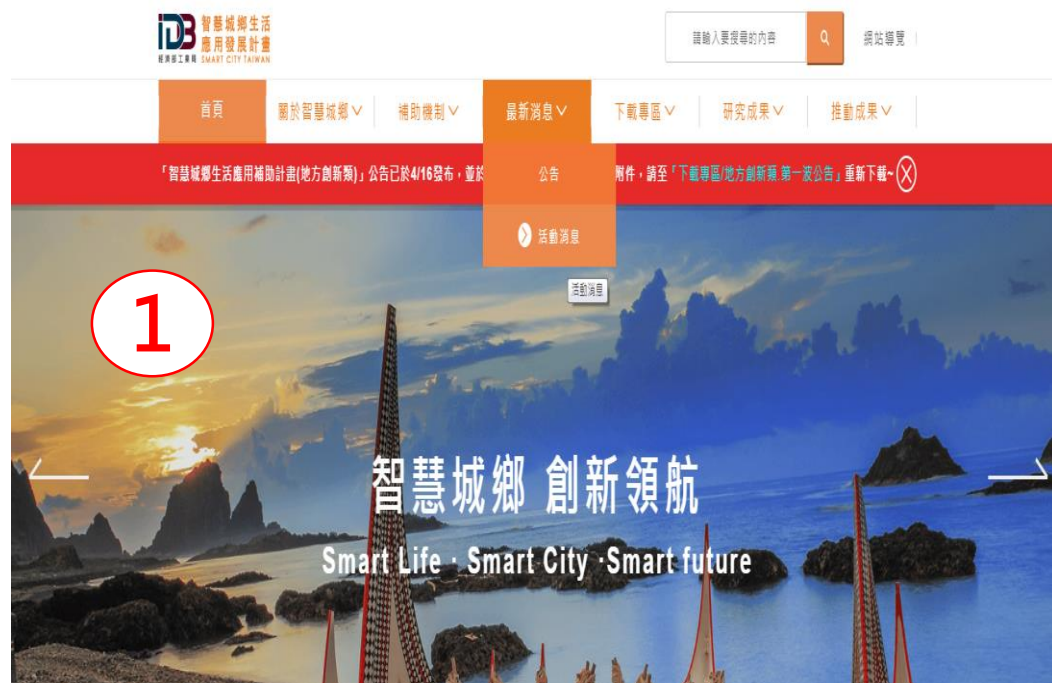 iDB 智慧城鄉生活
應用發展計畫
經濟部工業局 SMART CITY TAIWAN
請輸入要搜尋的內容
網站導覽
首頁 關於智慧城鄉 補助機制 最新消息 下載專區 研究成果 推動成果
「智慧城鄉生活應用補助計畫(地方創新類)」公告已於4/16發布，並於 公告 附件，請至「下載專區/地方創新類.第一波公告」重新下載~
活動消息
活動消息
1
智慧城鄉 創新領航
Smart Life · Smart City ·Smart future